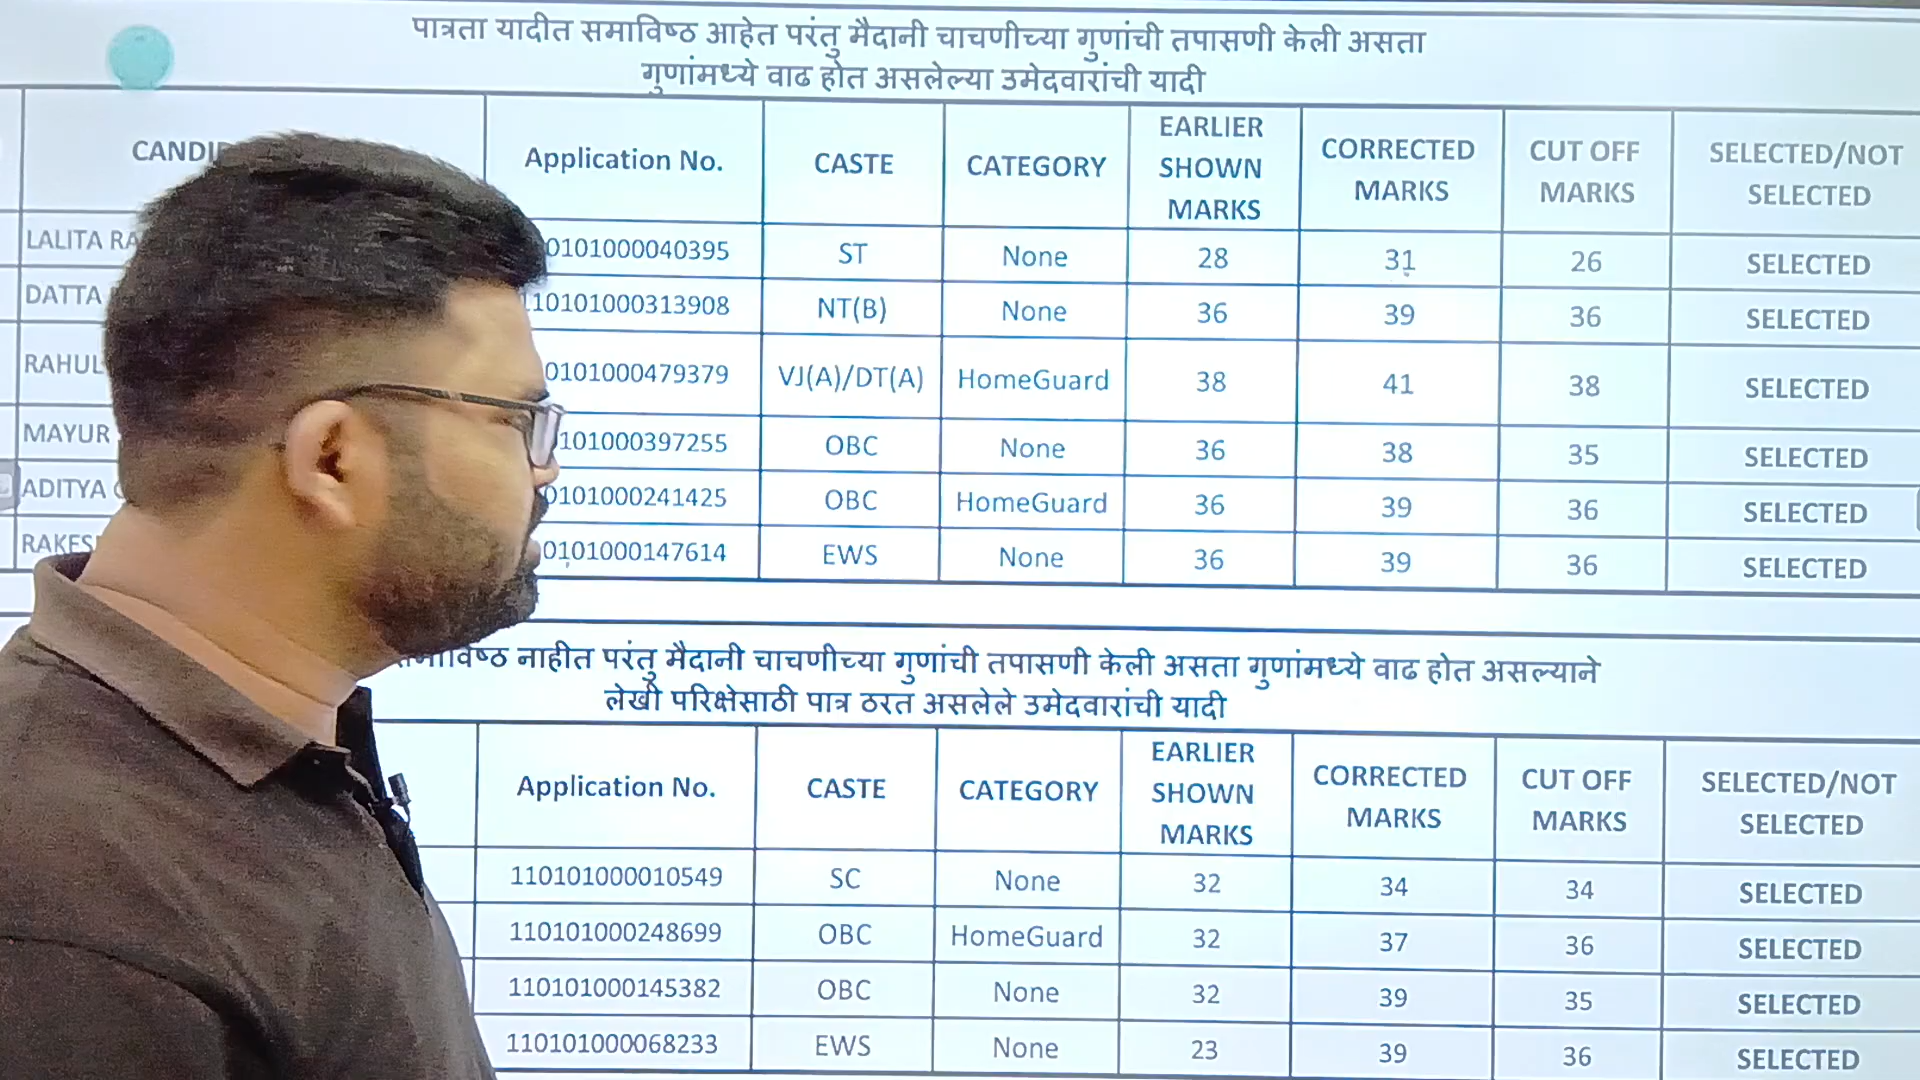 पात्रता यादीत समाविष्ठ आहेत परंतु मैदानी चाचणीच्या गुणांची तपासणी केली असता
गुणांमध्ये वाढ होत असलेल्या उमेदवारांची यादी
Application No. CASTE CATEGORY EARLIER SHOWN MARKS CORRECTED MARKS CUT OFF MARKS SELECTED/NOT SELECTED
LALITA 0101000040395 ST None 28 31 26 SELECTED
DATTA 10101000313908 NT(B) None 36 39 36 SELECTED
RAHUL 0101000479379 VJ(A)/DT(A) HomeGuard 38 41 38 SELECTED
MAYUR 101000397255 OBC None 36 38 35 SELECTED
ADITYA 0101000241425 OBC HomeGuard 36 39 36 SELECTED
0101000147614 EWS None 36 39 36 SELECTED
नाहीत परंतु मैदानी चाचणीच्या गुणांची तपासणी केली असता गुणांमध्ये वाढ होत असल्याने
लेखी परिक्षेसाठी पात्र ठरत असलेले उमेदवारांची यादी
Application No. CASTE CATEGORY EARLIER SHOWN MARKS CORRECTED MARKS CUT OFF MARKS SELECTED/NOT SELECTED
110101000010549 SC None 32 34 34 SELECTED
110101000248699 OBC HomeGuard 32 37 36 SELECTED
110101000145382 OBC None 32 39 35 SELECTED
110101000068233 EWS None 23 39 36 SELECTED